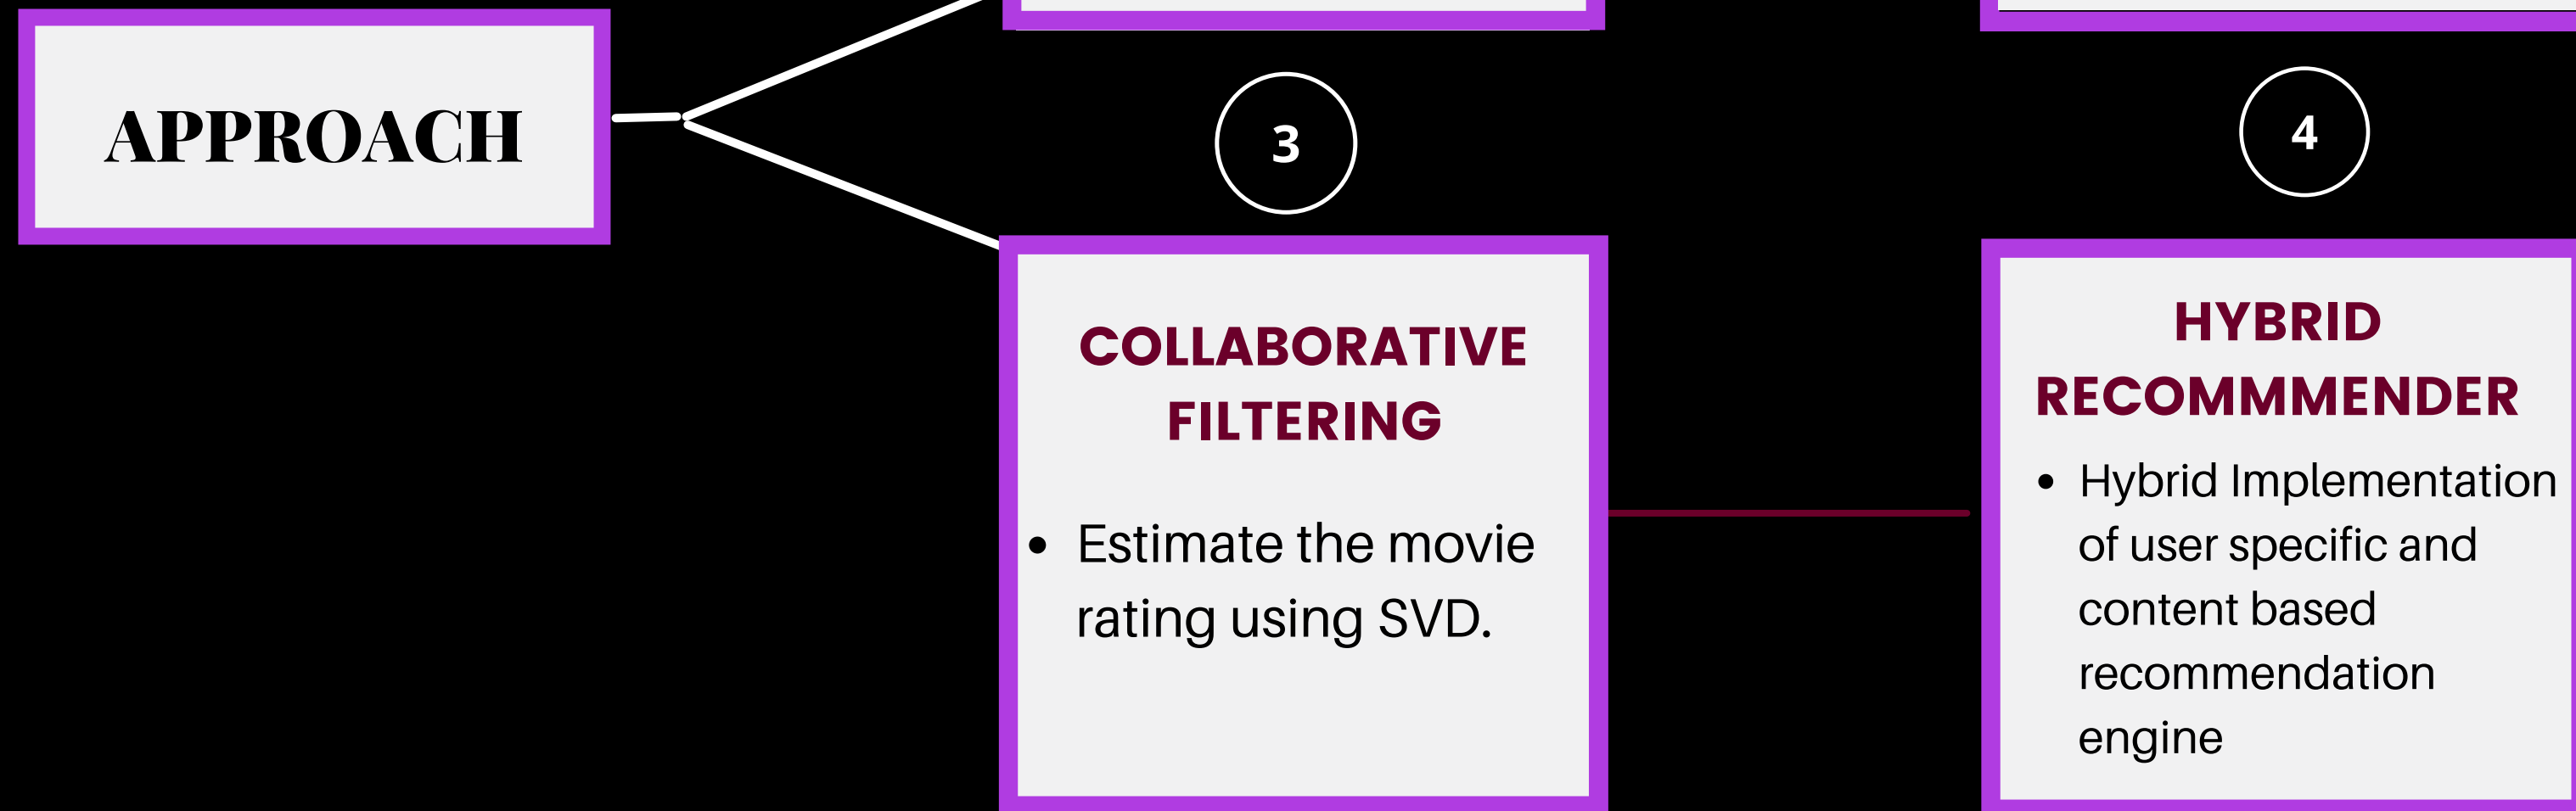 APPROACH
3
COLLABORATIVE
FILTERING
• Estimate the movie
rating using SVD.
4
HYBRID
RECOMMMENDER
• Hybrid Implementation
of user specific and
content based
recommendation
engine